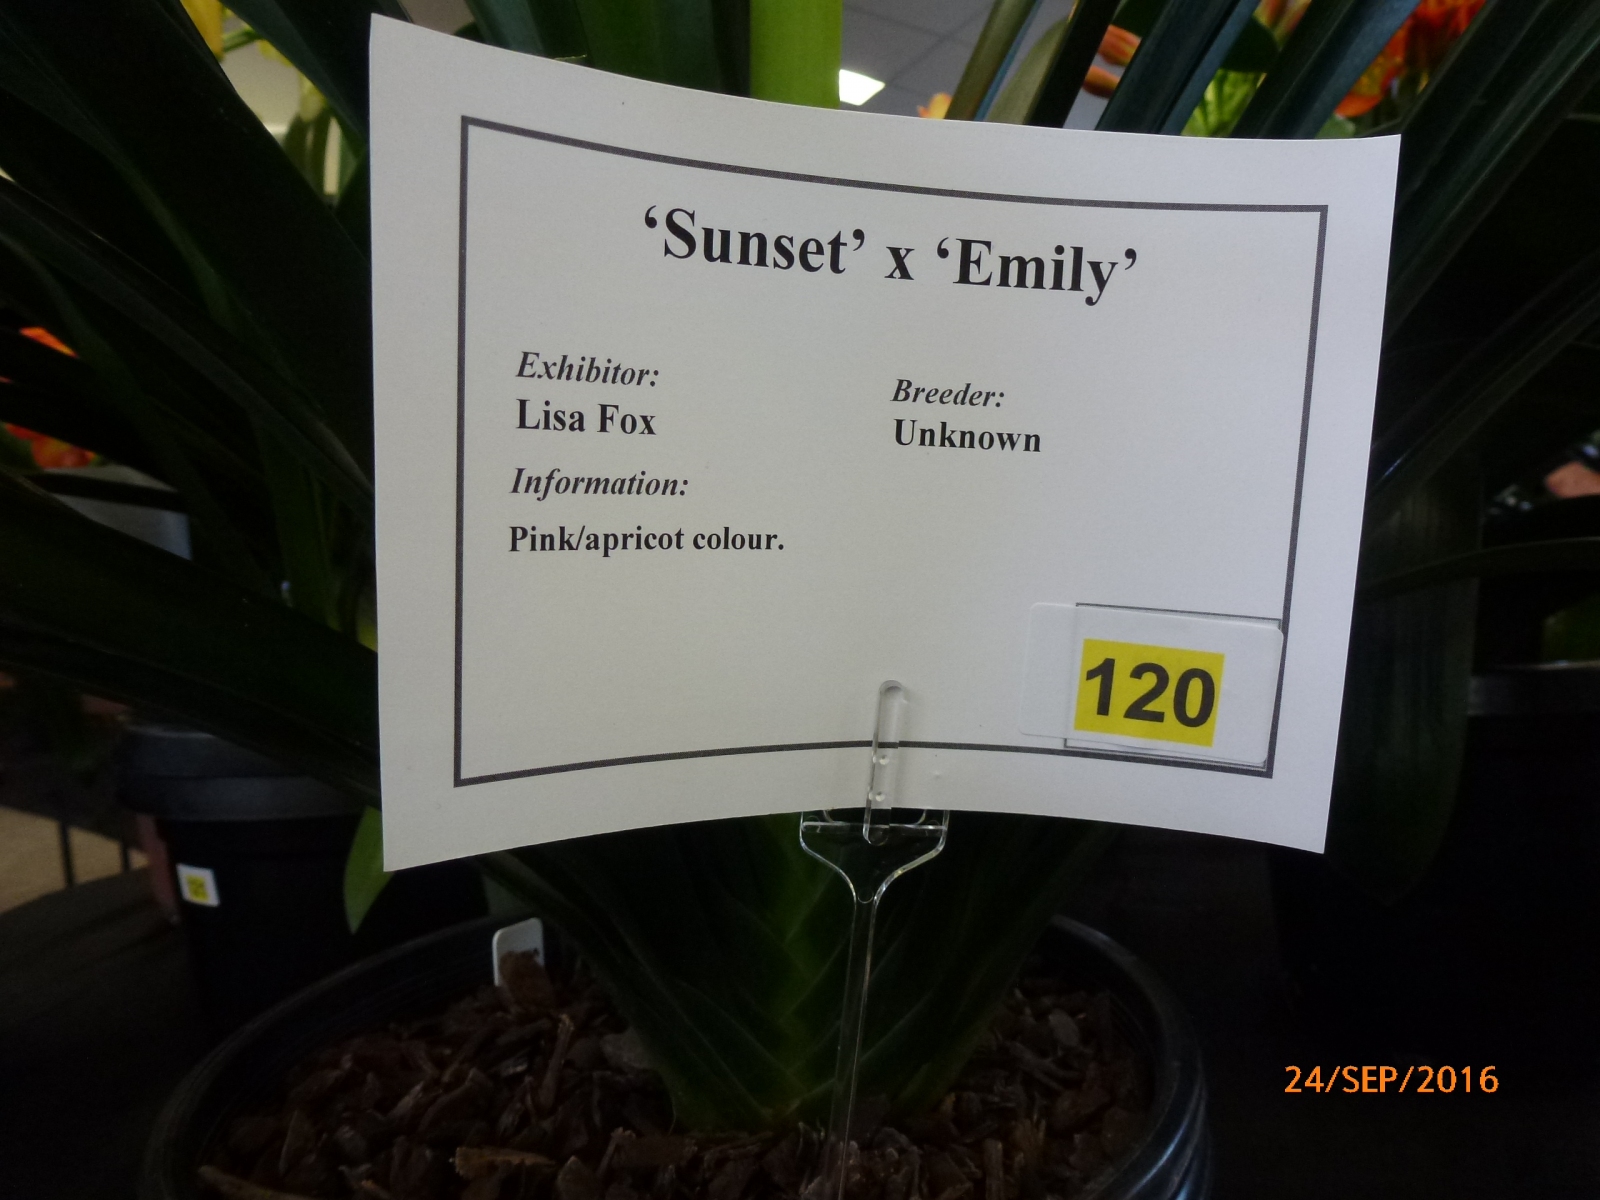 ‘Sunset’ x ‘Emily’
Exhibitor:
Lisa Fox
Breeder:
Unknown
Information:
Pink/apricot colour.
120
24/SEP/2016